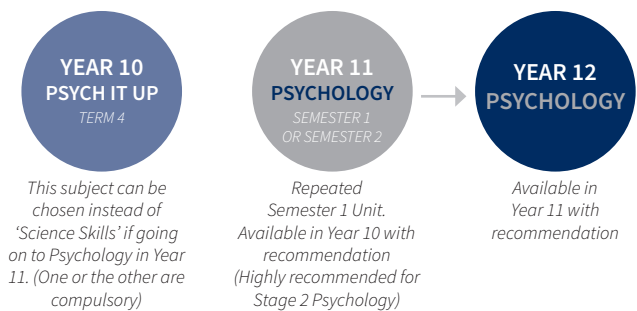 YEAR 10
PSYCH IT UP
TERM 4
This subject can be
chosen instead of
‘Science Skills’ if going
on to Psychology in Year
11. (One or the other are
compulsory)
YEAR 11
PSYCHOLOGY
SEMESTER 1
OR SEMESTER 2
Repeated
Semester 1 Unit.
Available in Year 10 with
recommendation
(Highly recommended for
Stage 2 Psychology)
YEAR 12
PSYCHOLOGY
Available in
Year 11 with
recommendation